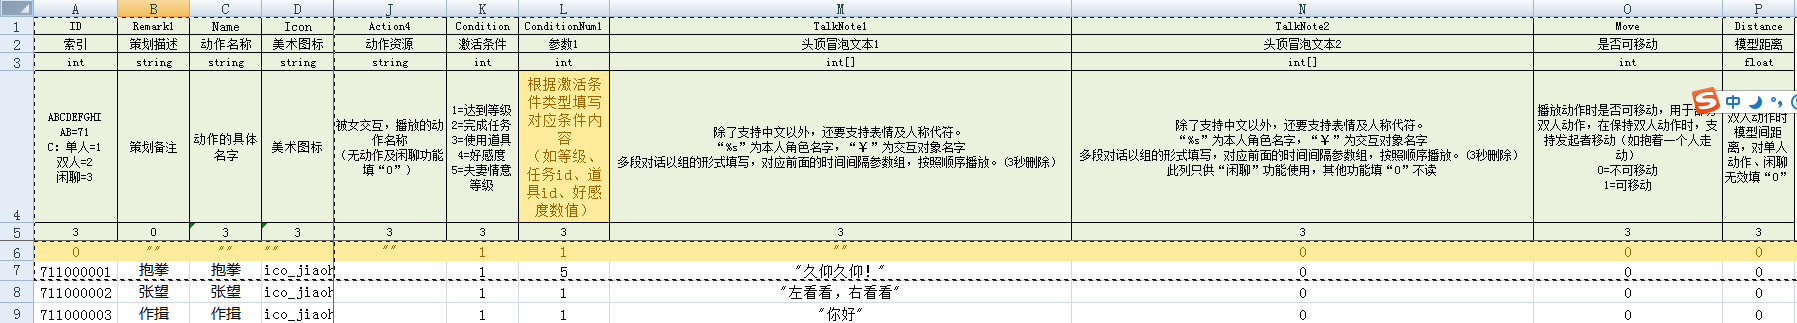 A B C D J K L M N O P
1 ID Remark1 Name Icon Action4 Condition ConditionNum1 TalkNote1 TalkNote2 Move Distance
2 索引 策划描述 动作名称 美术图标 动作资源 激活条件 参数1 头顶冒泡文本1 头顶冒泡文本2 是否可移动 模型距离
3 int string string string string int int int[] int[] int float
4
ABCDEFGHI
AB=71
C: 单人=1
双人=2
闲聊=3
策划备注
动作的具体
名字
美术图标
被女交互，播放的动
作名称
（无动作及闲聊功能
填“0”）
1=达到等级
2=完成任务
3=使用道具
4=好感度
5=夫妻情意
等级
根据激活条
件类型填写
对应条件内
容
（如等级、
任务id、道
具id、好感
度数值）
除了支持中文以外，还要支持表情及人称代符。
“%s”为本人角色名字，“￥”为交互对象名字
多段对话以组的形式填写，对应前面的时间间隔参数组，按照顺序播放。（3秒删除）
除了支持中文以外，还要支持表情及人称代符。
“%s”为本人角色名字，“￥”为交互对象名字
多段对话以组的形式填写，对应前面的时间间隔参数组，按照顺序播放。（3秒删除）
此列只供“闲聊”功能使用，其他功能填“0”不读
播放动作时是否可移动，用于
双人动作，在保持双人动作时，支
持发起者移动（如抱着一个人走
动）
0=不可移动
1=可移动
双人动作时
模型间距
离，对单人
动作、闲聊
无效填“0”
S 中
5 3 0 3 3 3 3 3 3 3 3 3
6 0 "" "" "" "" 1 1 "" 0 0 0
7 711000001 抱拳 抱拳 ico_jiaoh 1 5 "久仰久仰！" 0 0 0
8 711000002 张望 张望 ico_jiaoh 1 1 "左看看，右看看" 0 0 0
9 711000003 作揖 作揖 ico_jiaoh 1 1 "你好" 0 0 0